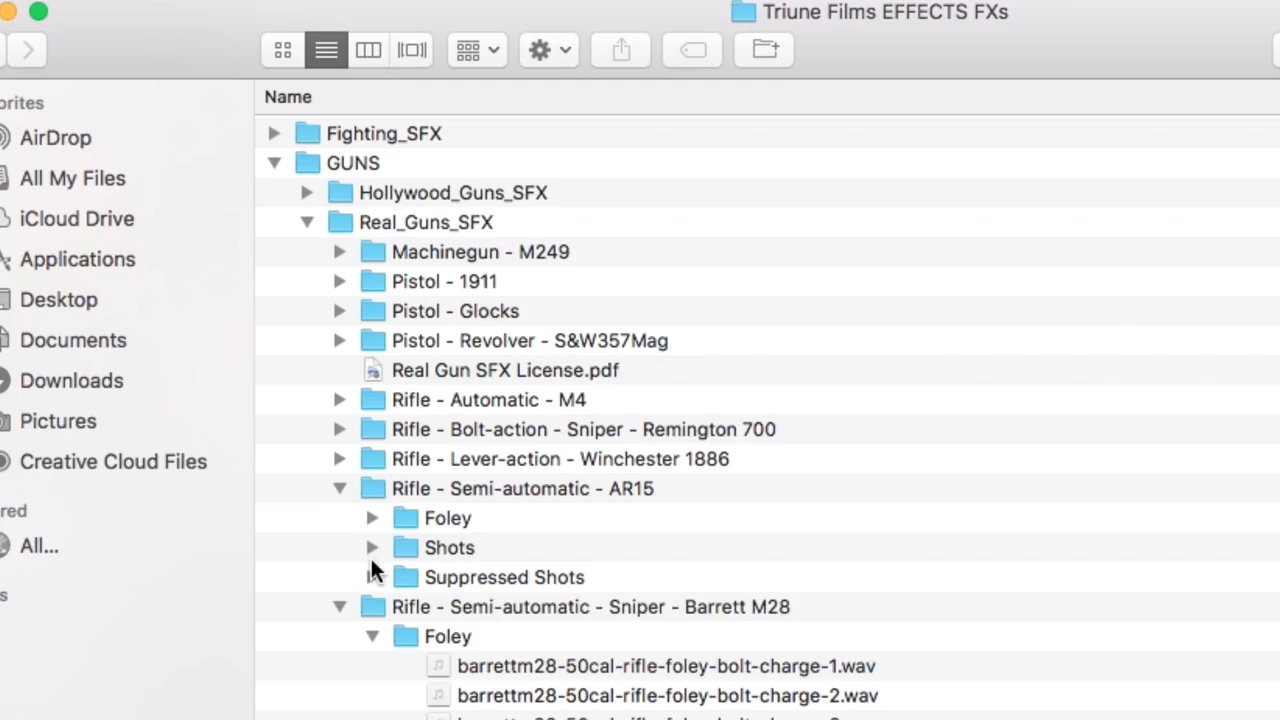 Triune Films EFFECTS FXs
orites
AirDrop
All My Files
iCloud Drive
Applications
Desktop
Documents
Downloads
Pictures
Creative Cloud Files
red
All...
s
Name
Fighting_SFX
GUNS
Hollywood_Guns_SFX
Real_Guns_SFX
Machinegun - M249
Pistol - 1911
Pistol - Glocks
Pistol - Revolver - S&W357Mag
Real Gun SFX License.pdf
Rifle - Automatic - M4
Rifle - Bolt-action - Sniper - Remington 700
Rifle - Lever-action - Winchester 1886
Rifle - Semi-automatic - AR15
Foley
Shots
Suppressed Shots
Rifle - Semi-automatic - Sniper - Barrett M28
Foley
barrettm28-50cal-rifle-foley-bolt-charge-1.wav
barrettm28-50cal-rifle-foley-bolt-charge-2.wav